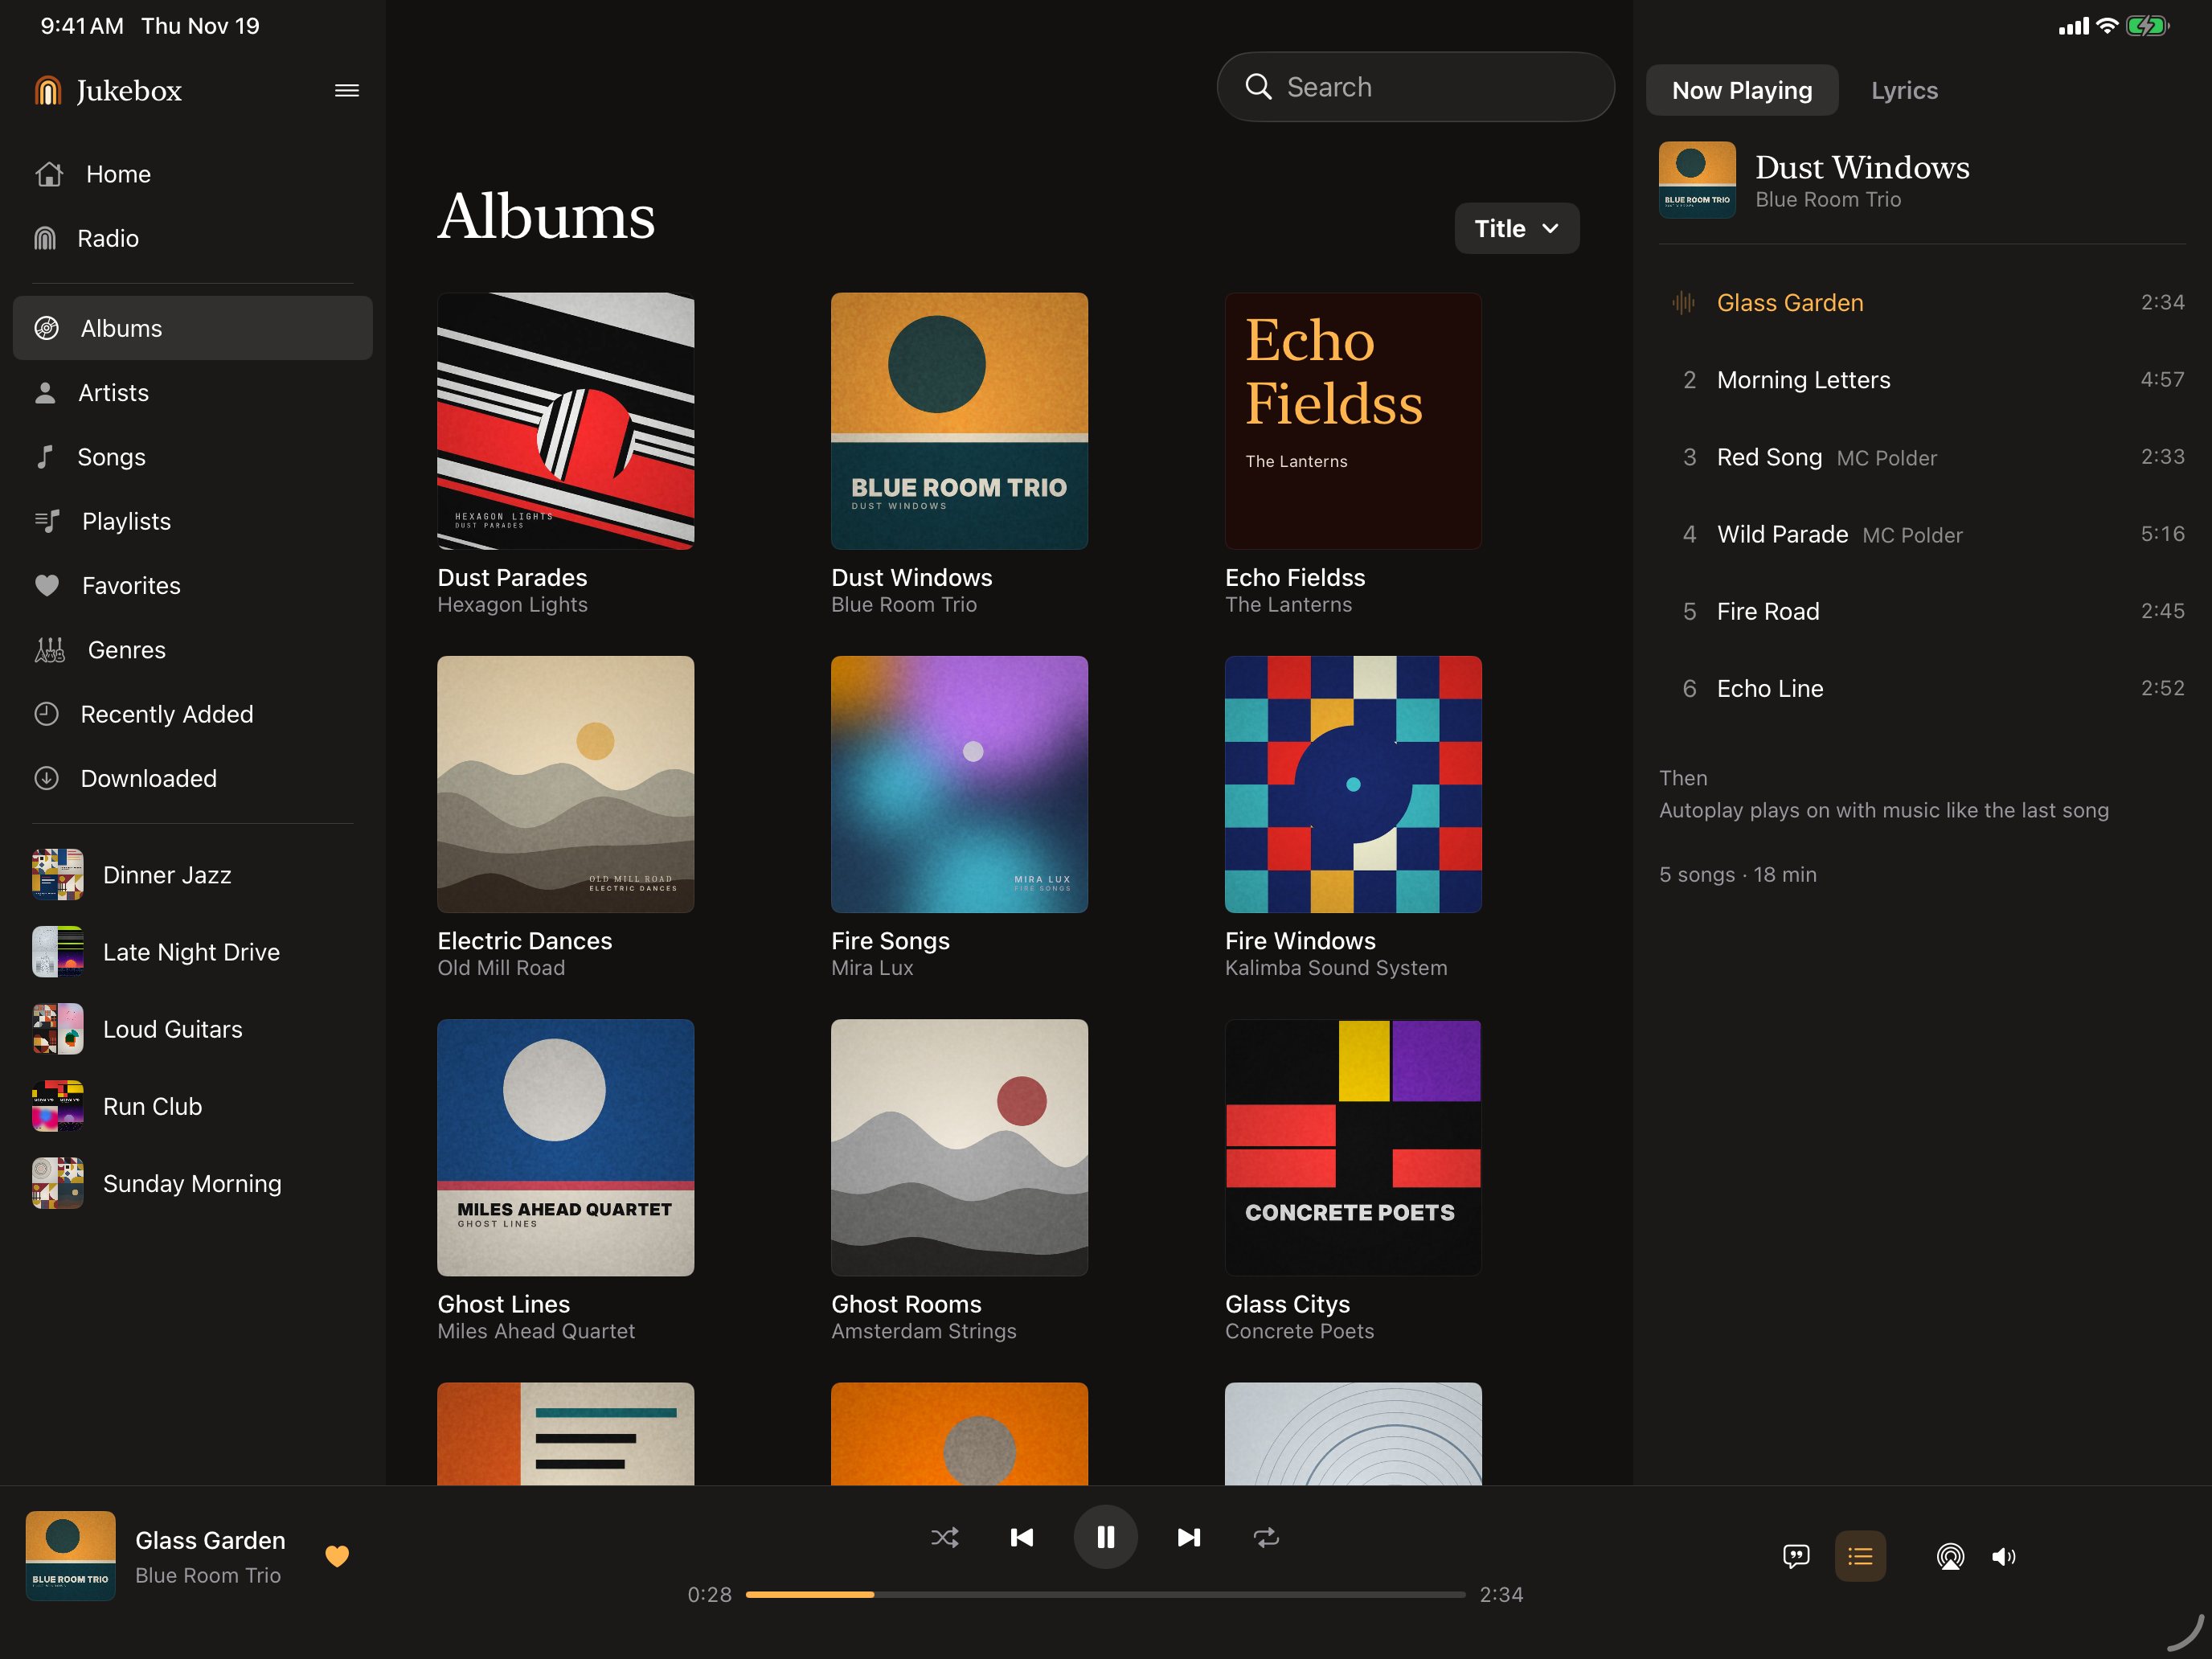 9:41 AM Thu Nov 19
Jukebox
Home
Radio
Albums
Artists
Songs
Playlists
Favorites
Genres
Recently Added
Downloaded
Dinner Jazz
Late Night Drive
Loud Guitars
Run Club
Sunday Morning
Search
Albums
Title
HEXAGON LIGHTS
DUST PARADES
Dust Parades
Hexagon Lights
BLUE ROOM TRIO
DUST WINDOWS
Dust Windows
Blue Room Trio
Echo
Fieldss
The Lanterns
Echo Fieldss
The Lanterns
OLD MILL ROAD
ELECTRIC DANCES
Electric Dances
Old Mill Road
MIRA LUX
FIRE SONGS
Fire Songs
Mira Lux
Fire Windows
Kalimba Sound System
MILES AHEAD QUARTET
GHOST LINES
Ghost Lines
Miles Ahead Quartet
Ghost Rooms
Amsterdam Strings
CONCRETE POETS
Glass Citys
Concrete Poets
Now Playing Lyrics
BLUE ROOM TRIO
Dust Windows
Blue Room Trio
Glass Garden 2:34
2 Morning Letters 4:57
3 Red Song MC Polder 2:33
4 Wild Parade MC Polder 5:16
5 Fire Road 2:45
6 Echo Line 2:52
Then
Autoplay plays on with music like the last song
5 songs · 18 min
BLUE ROOM TRIO
Glass Garden
Blue Room Trio
0:28 2:34